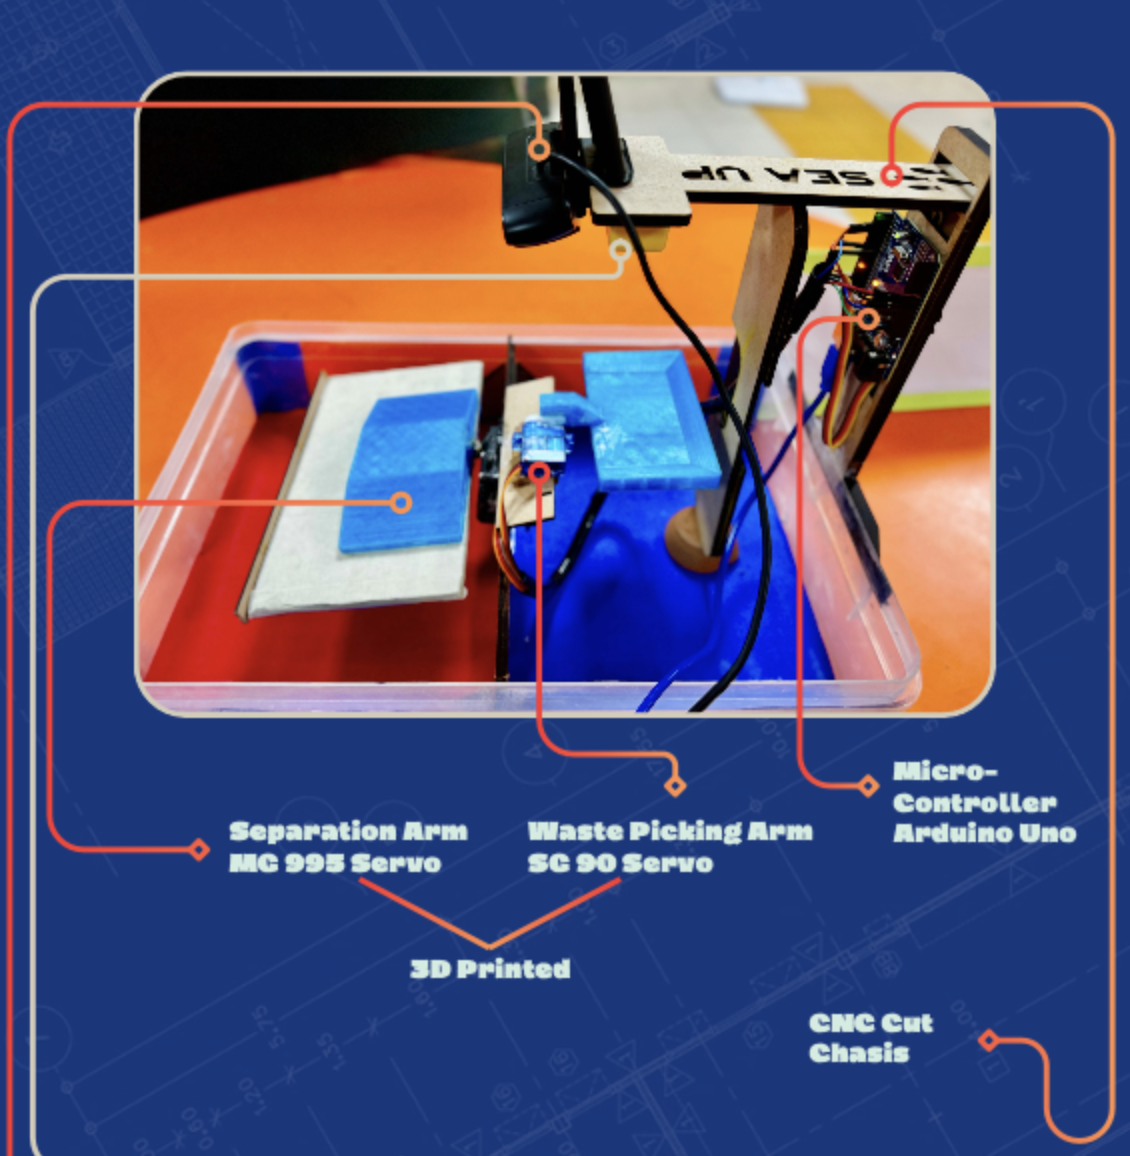 SEA UP
Micro-
Controller
Arduino Uno
Separation Arm
MG 995 Servo
Waste Picking Arm
SG 90 Servo
3D Printed
CNC Cut
Chasis